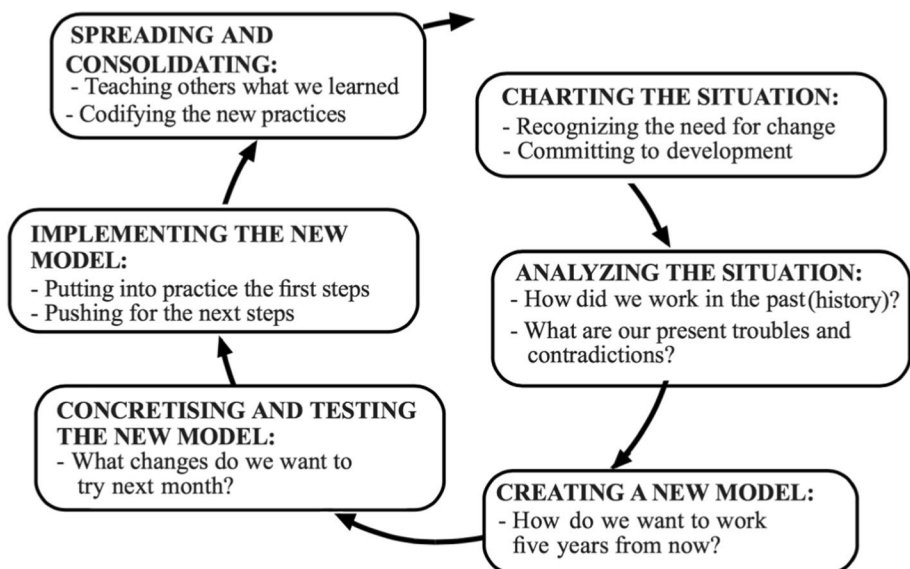 SPREADING AND
CONSOLIDATING:
- Teaching others what we learned
- Codifying the new practices
CHARTING THE SITUATION:
- Recognizing the need for change
- Committing to development
ANALYZING THE SITUATION:
- How did we work in the past (history)?
- What are our present troubles and
contradictions?
CREATING A NEW MODEL:
- How do we want to work
five years from now?
CONCRETISING AND TESTING
THE NEW MODEL:
- What changes do we want to
try next month?
IMPLEMENTING THE NEW
MODEL:
- Putting into practice the first steps
- Pushing for the next steps